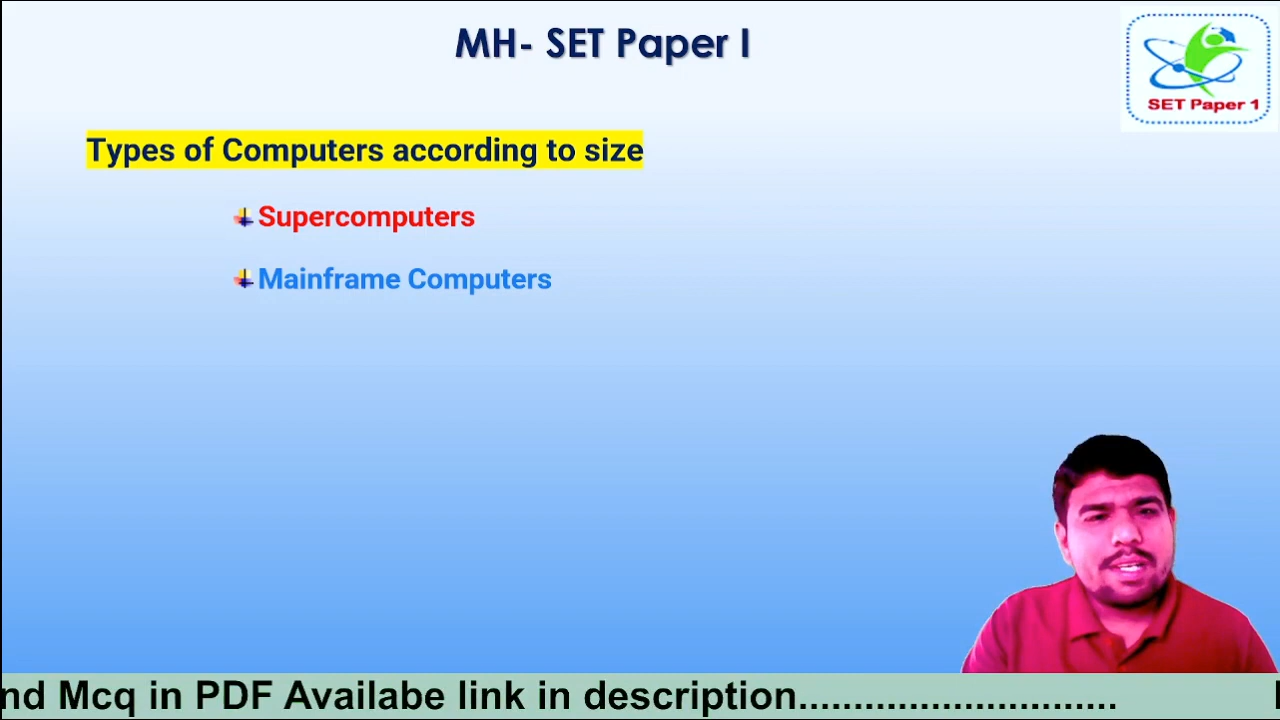 MH- SET Paper I
SET Paper 1
Types of Computers according to size
Supercomputers
Mainframe Computers
nd Mcq in PDF Availabe link in description.............................